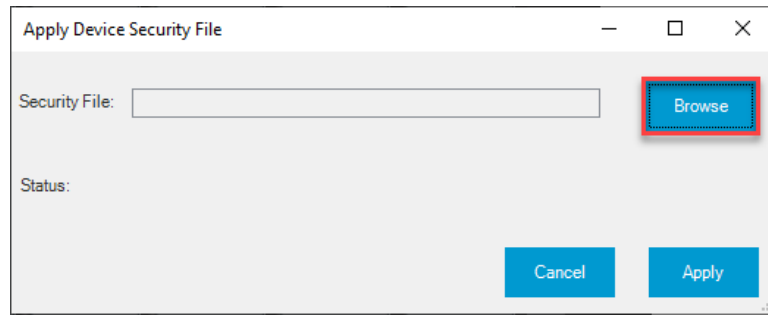 Apply Device Security File
Security File:
Browse
Status:
Cancel
Apply